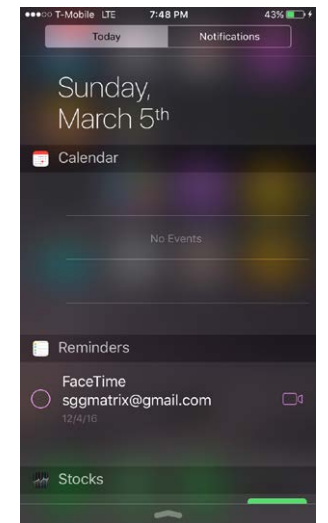 T-Mobile LTE 7:48 PM 43%
Today Notifications
Sunday,
March 5th
Calendar
No Events
Reminders
FaceTime
sggmatrix@gmail.com
12/4/16
Stocks